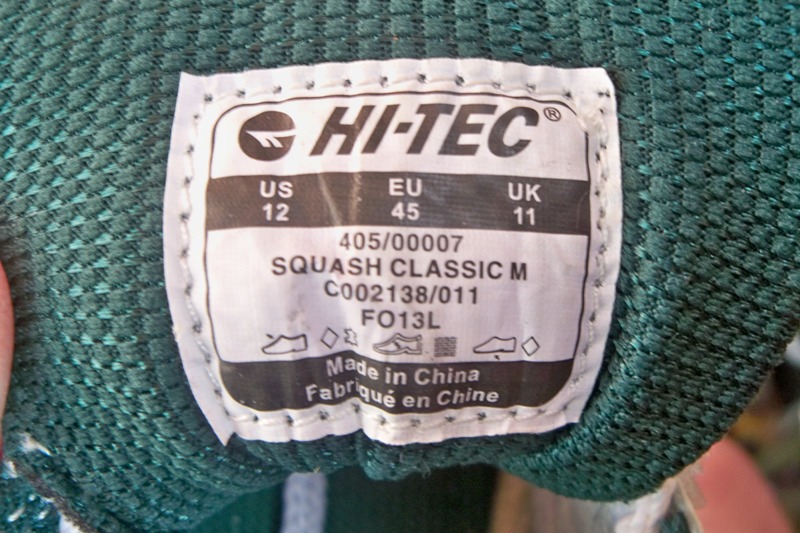 HI-TEC®
US EU UK
12 45 11
405/00007
SQUASH CLASSIC M
C002138/011
FO13L
Made in China
Fabriqué en Chine